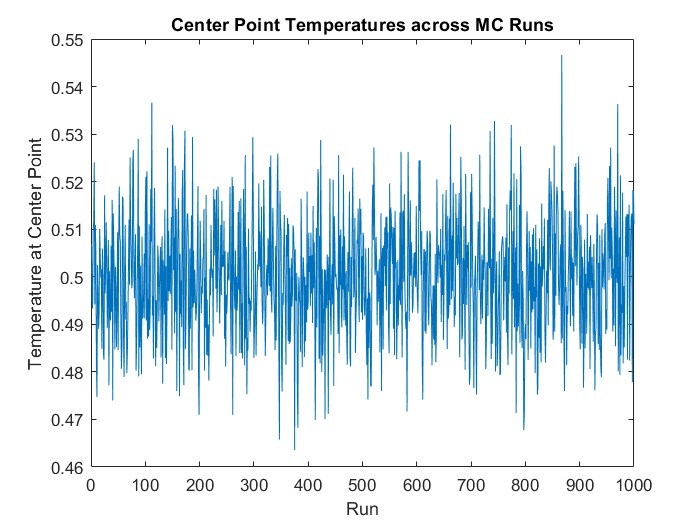 Center Point Temperatures across MC Runs
0.55
0.54
0.53
0.52
0.51
0.5
0.49
0.48
0.47
0.46
Temperature at Center Point
0 100 200 300 400 500 600 700 800 900 1000
Run